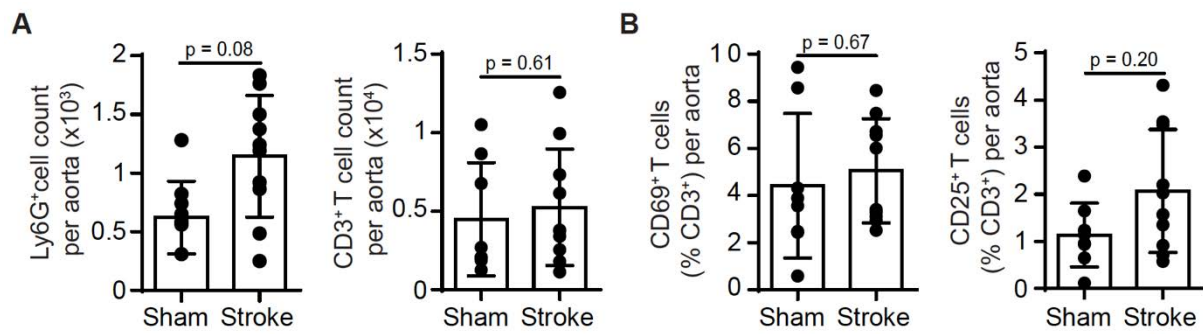 A
Ly6G⁺cell count
per aorta (x10³)
2
1.5
1
0.5
0
p = 0.08
Sham Stroke
CD3⁺T cell count
per aorta (x10⁴)
1.5
1
0.5
0
p = 0.61
Sham Stroke
B
CD69⁺ T cells
(% CD3⁺) per aorta
10
8
6
4
2
0
p = 0.67
Sham Stroke
CD25⁺ T cells
(% CD3⁺) per aorta
5
4
3
2
1
0
p = 0.20
Sham Stroke